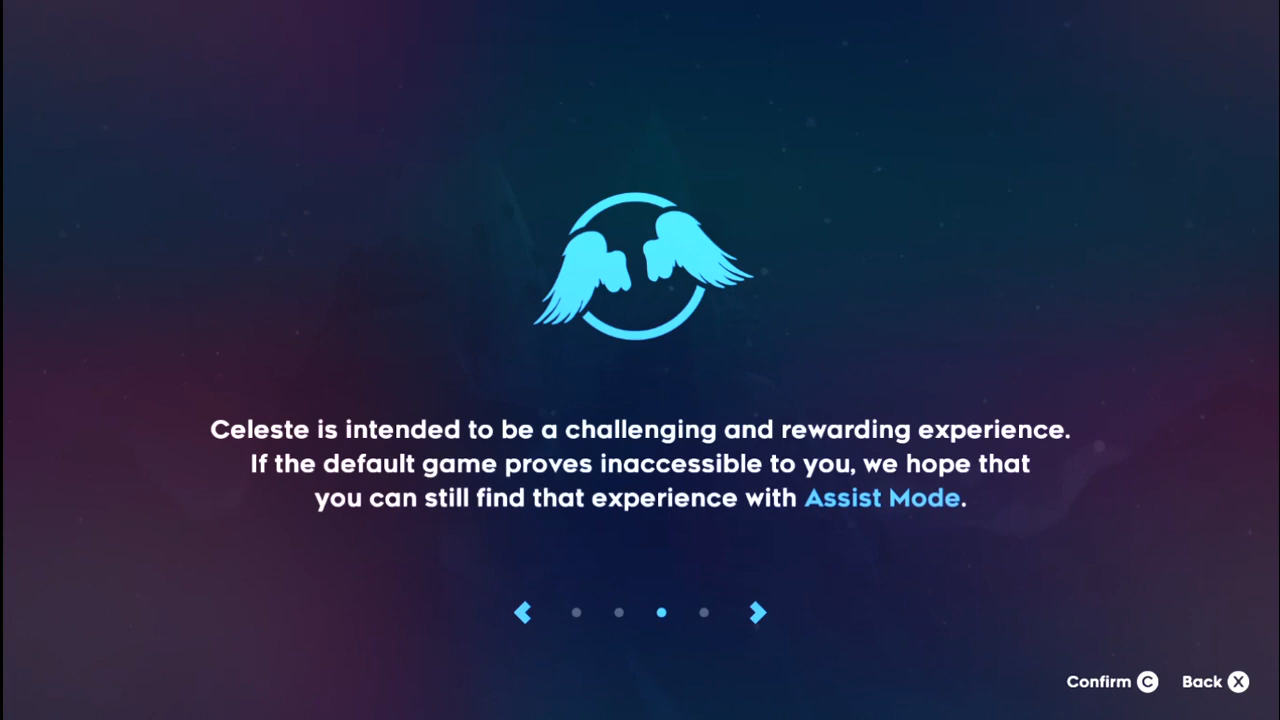 Celeste is intended to be a challenging and rewarding experience.
If the default game proves inaccessible to you, we hope that
you can still find that experience with Assist Mode.
Confirm C Back X